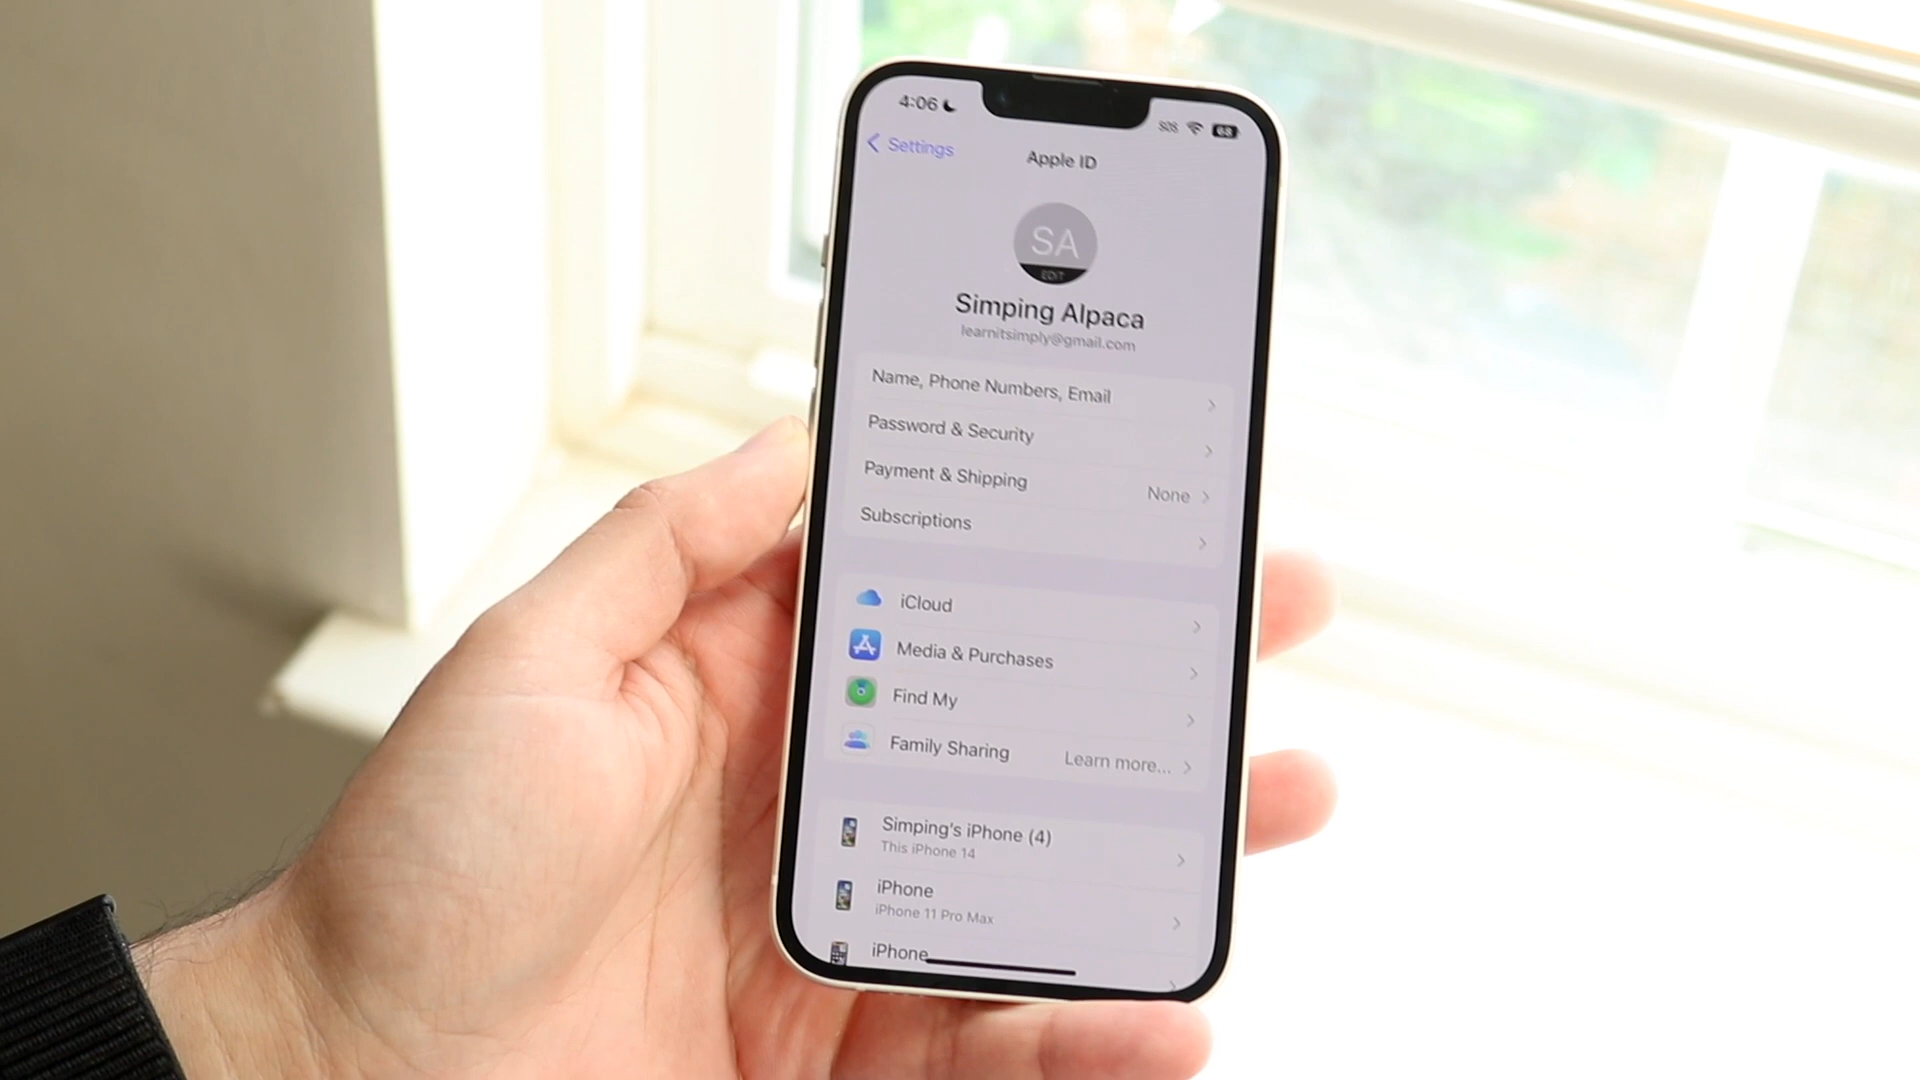 4:06
SOS 68
Settings
Apple ID
SA
EDIT
Simping Alpaca
learnitsimply@gmail.com
Name, Phone Numbers, Email
Password & Security
Payment & Shipping None
Subscriptions
iCloud
Media & Purchases
Find My
Family Sharing Learn more...
Simping's iPhone (4)
This iPhone 14
iPhone
iPhone 11 Pro Max
iPhone